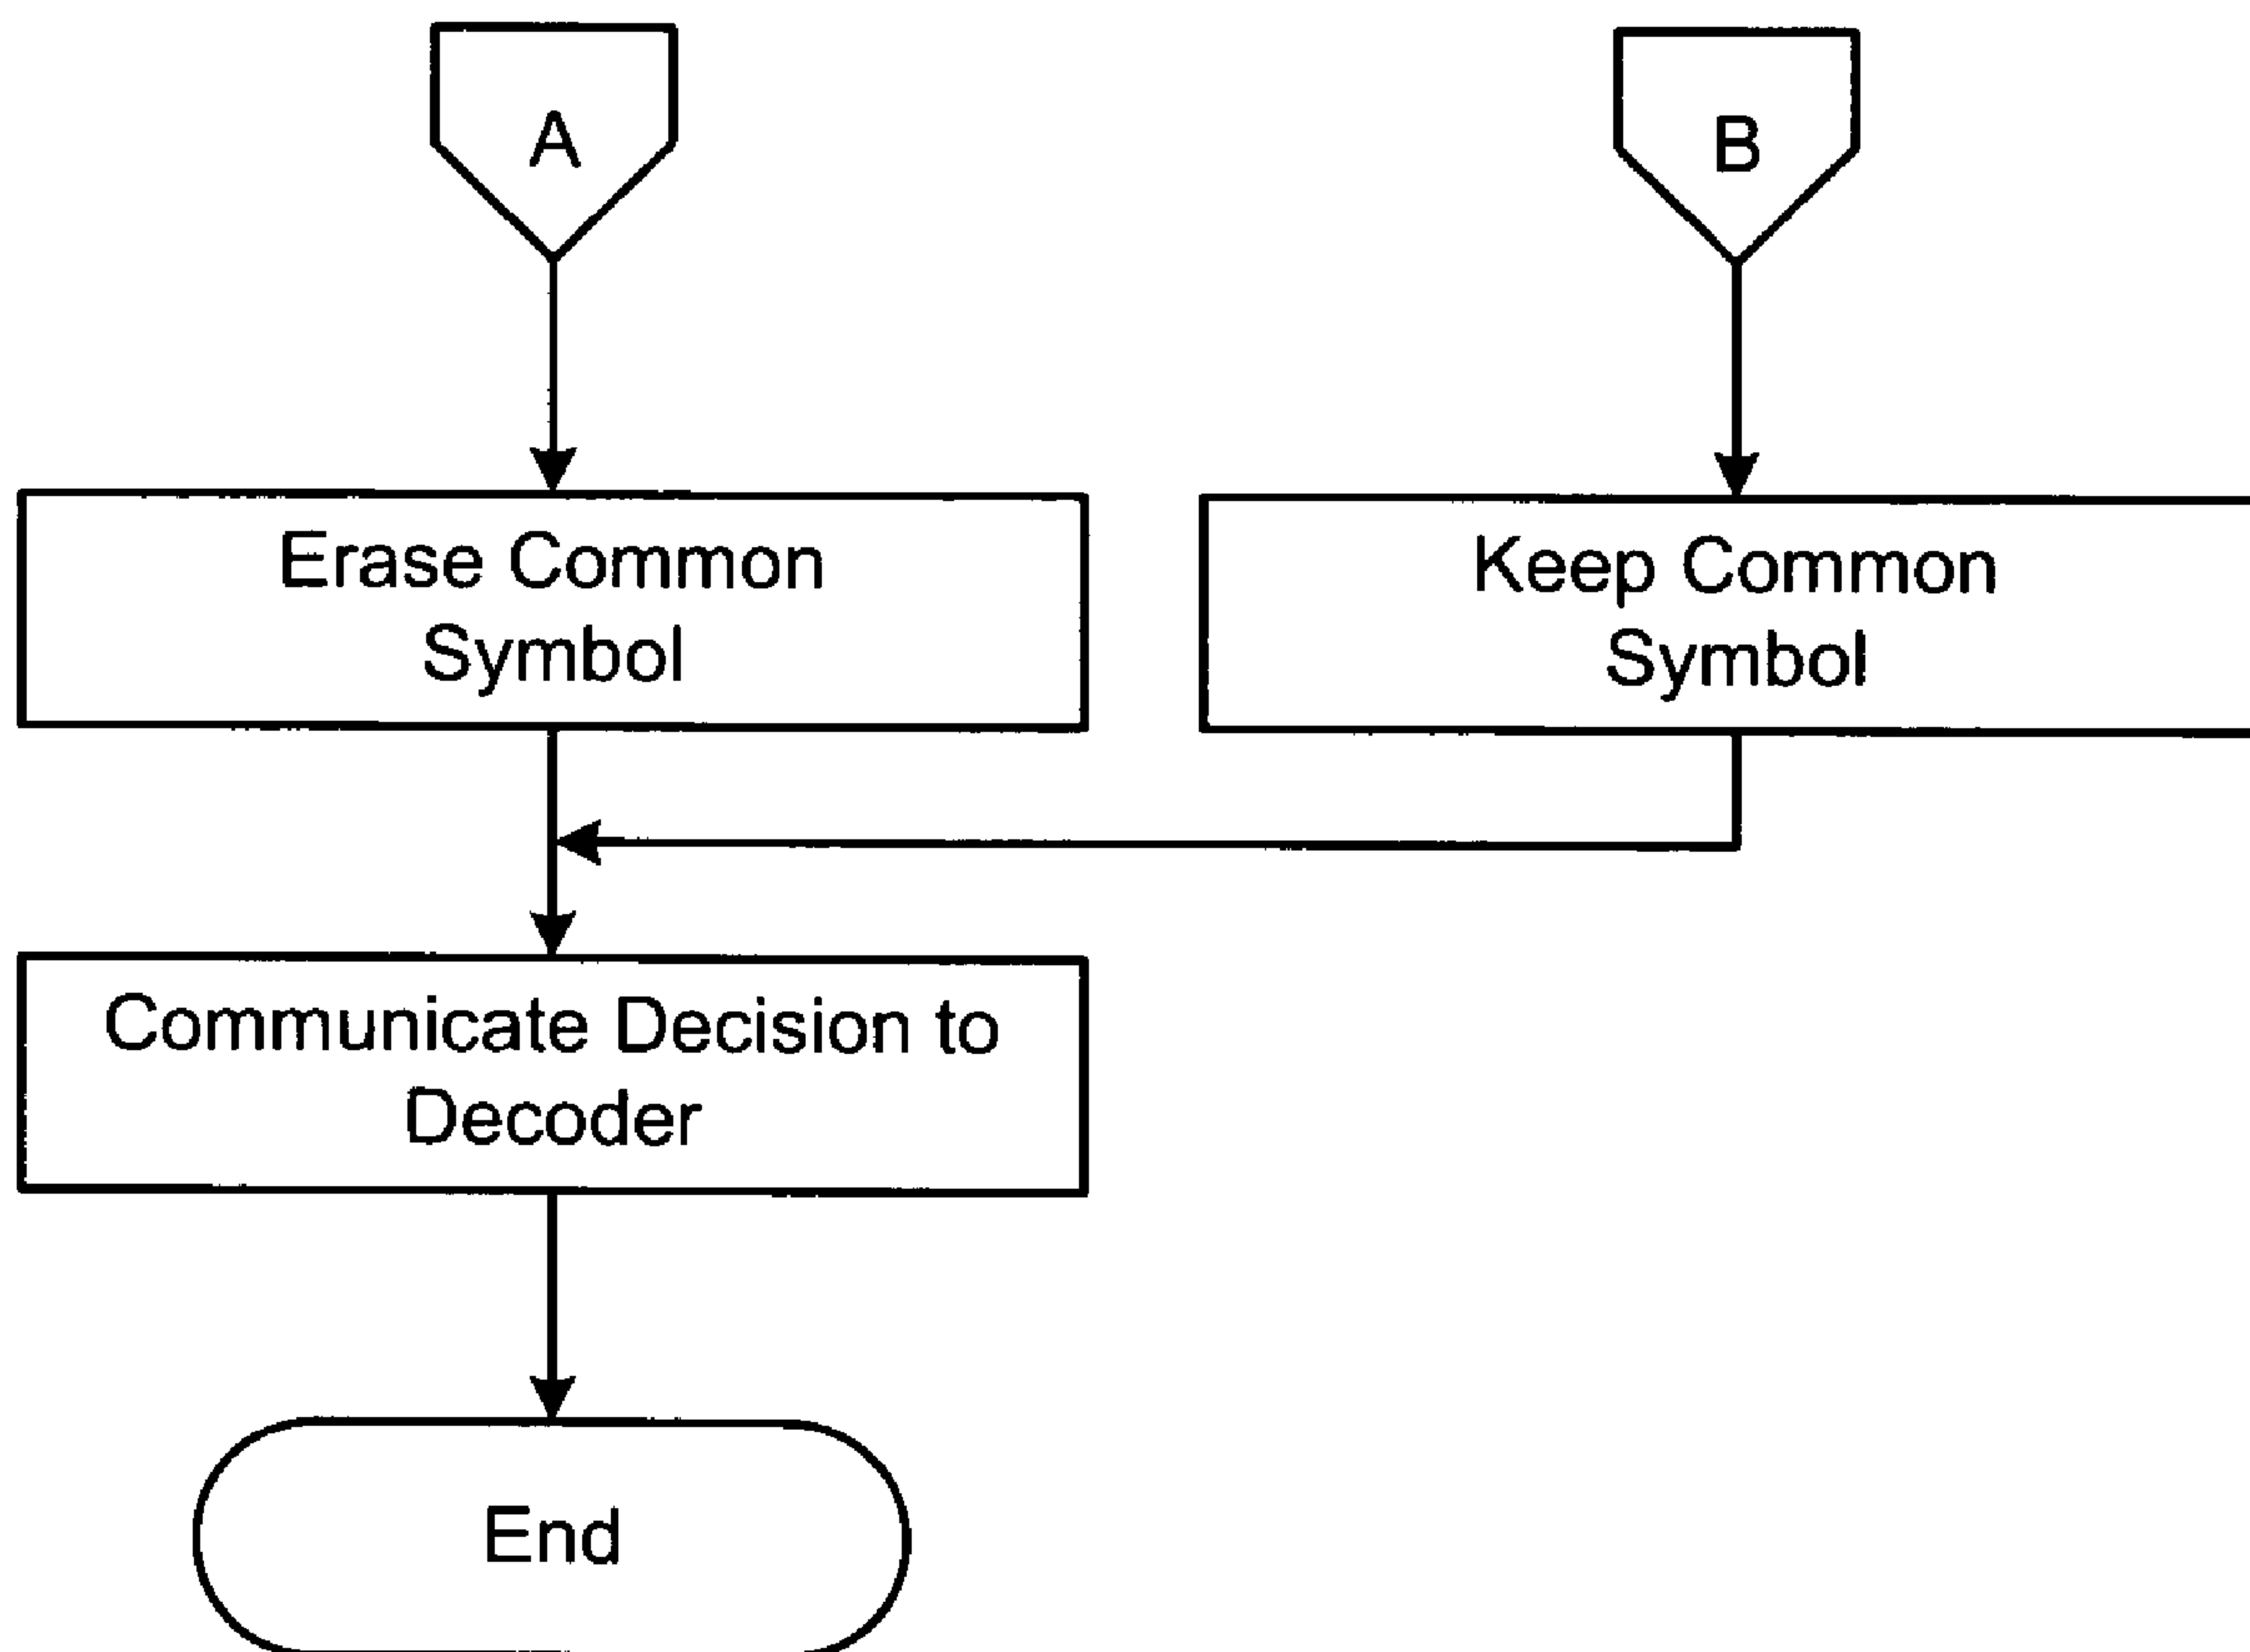 A
B
Erase Common
Symbol
Keep Common
Symbol
Communicate Decision to
Decoder
End